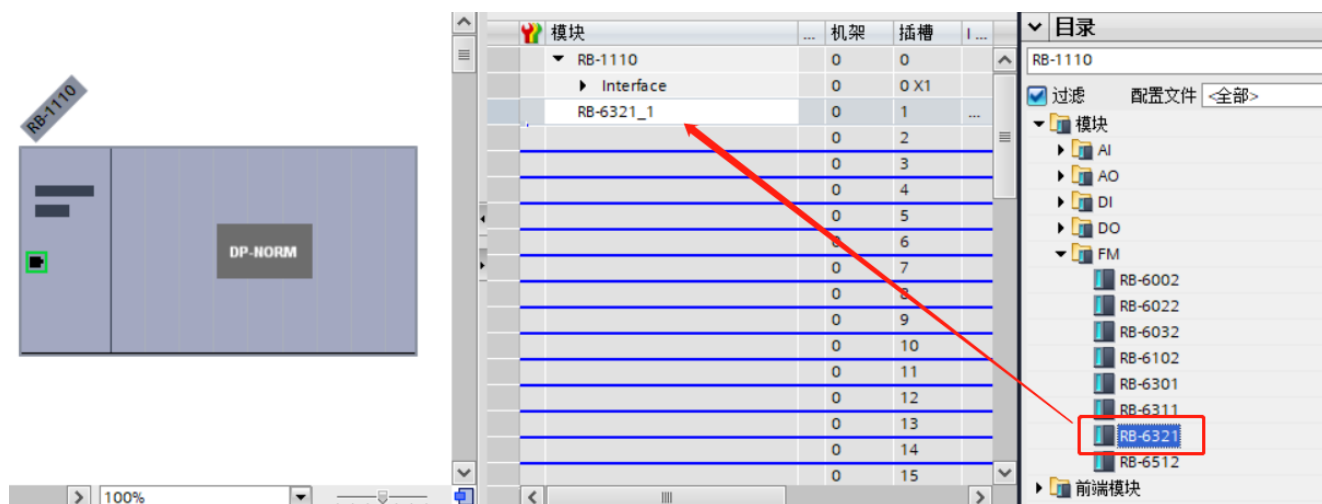 RB-1110
DP-NORM
100%
模块 ... 机架 插槽 I ...
RB-1110 0 0
Interface 0 0 X1
RB-6321_1 0 1 ...
0 2
0 3
0 4
0 5
0 6
0 7
0 8
0 9
0 10
0 11
0 12
0 13
0 14
0 15
目录
RB-1110
过滤 配置文件 <全部>
模块
AI
AO
DI
DO
FM
RB-6002
RB-6022
RB-6032
RB-6102
RB-6301
RB-6311
RB-6321
RB-6512
前端模块